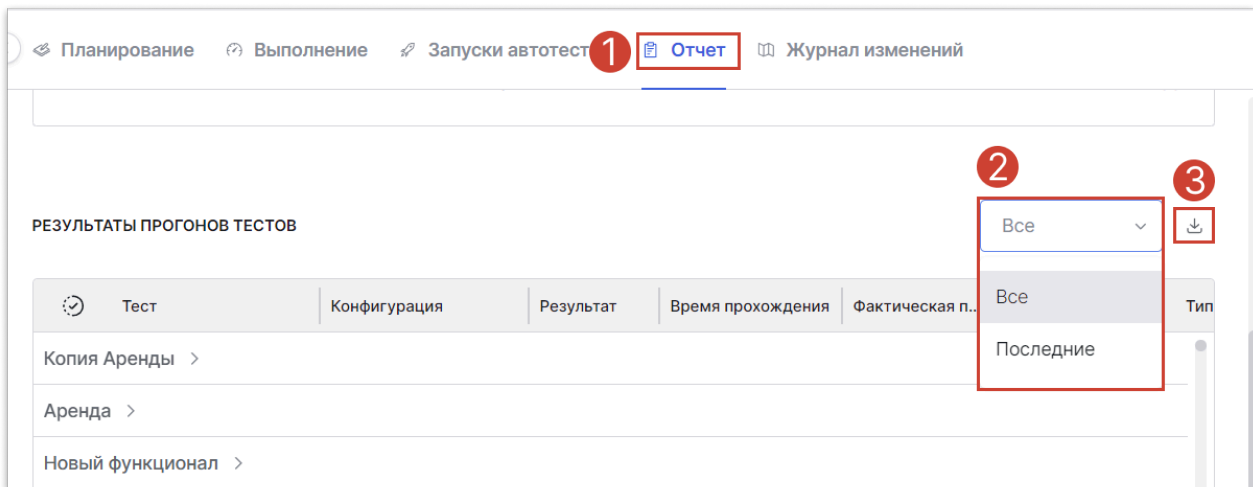 Планирование Выполнение Запуски автотест 1 Отчет Журнал изменений
2 3
РЕЗУЛЬТАТЫ ПРОГОНОВ ТЕСТОВ Все
Тест Конфигурация Результат Время прохождения Фактическая п... Все Тип
Копия Аренды > Последние
Аренда >
Новый функционал >